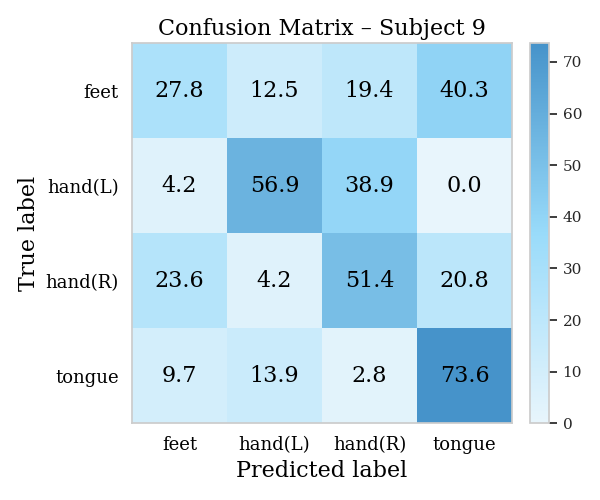 Confusion Matrix – Subject 9
feet 27.8 12.5 19.4 40.3
hand(L) 4.2 56.9 38.9 0.0
hand(R) 23.6 4.2 51.4 20.8
tongue 9.7 13.9 2.8 73.6
feet hand(L) hand(R) tongue
Predicted label
True label
70
60
50
40
30
20
10
0